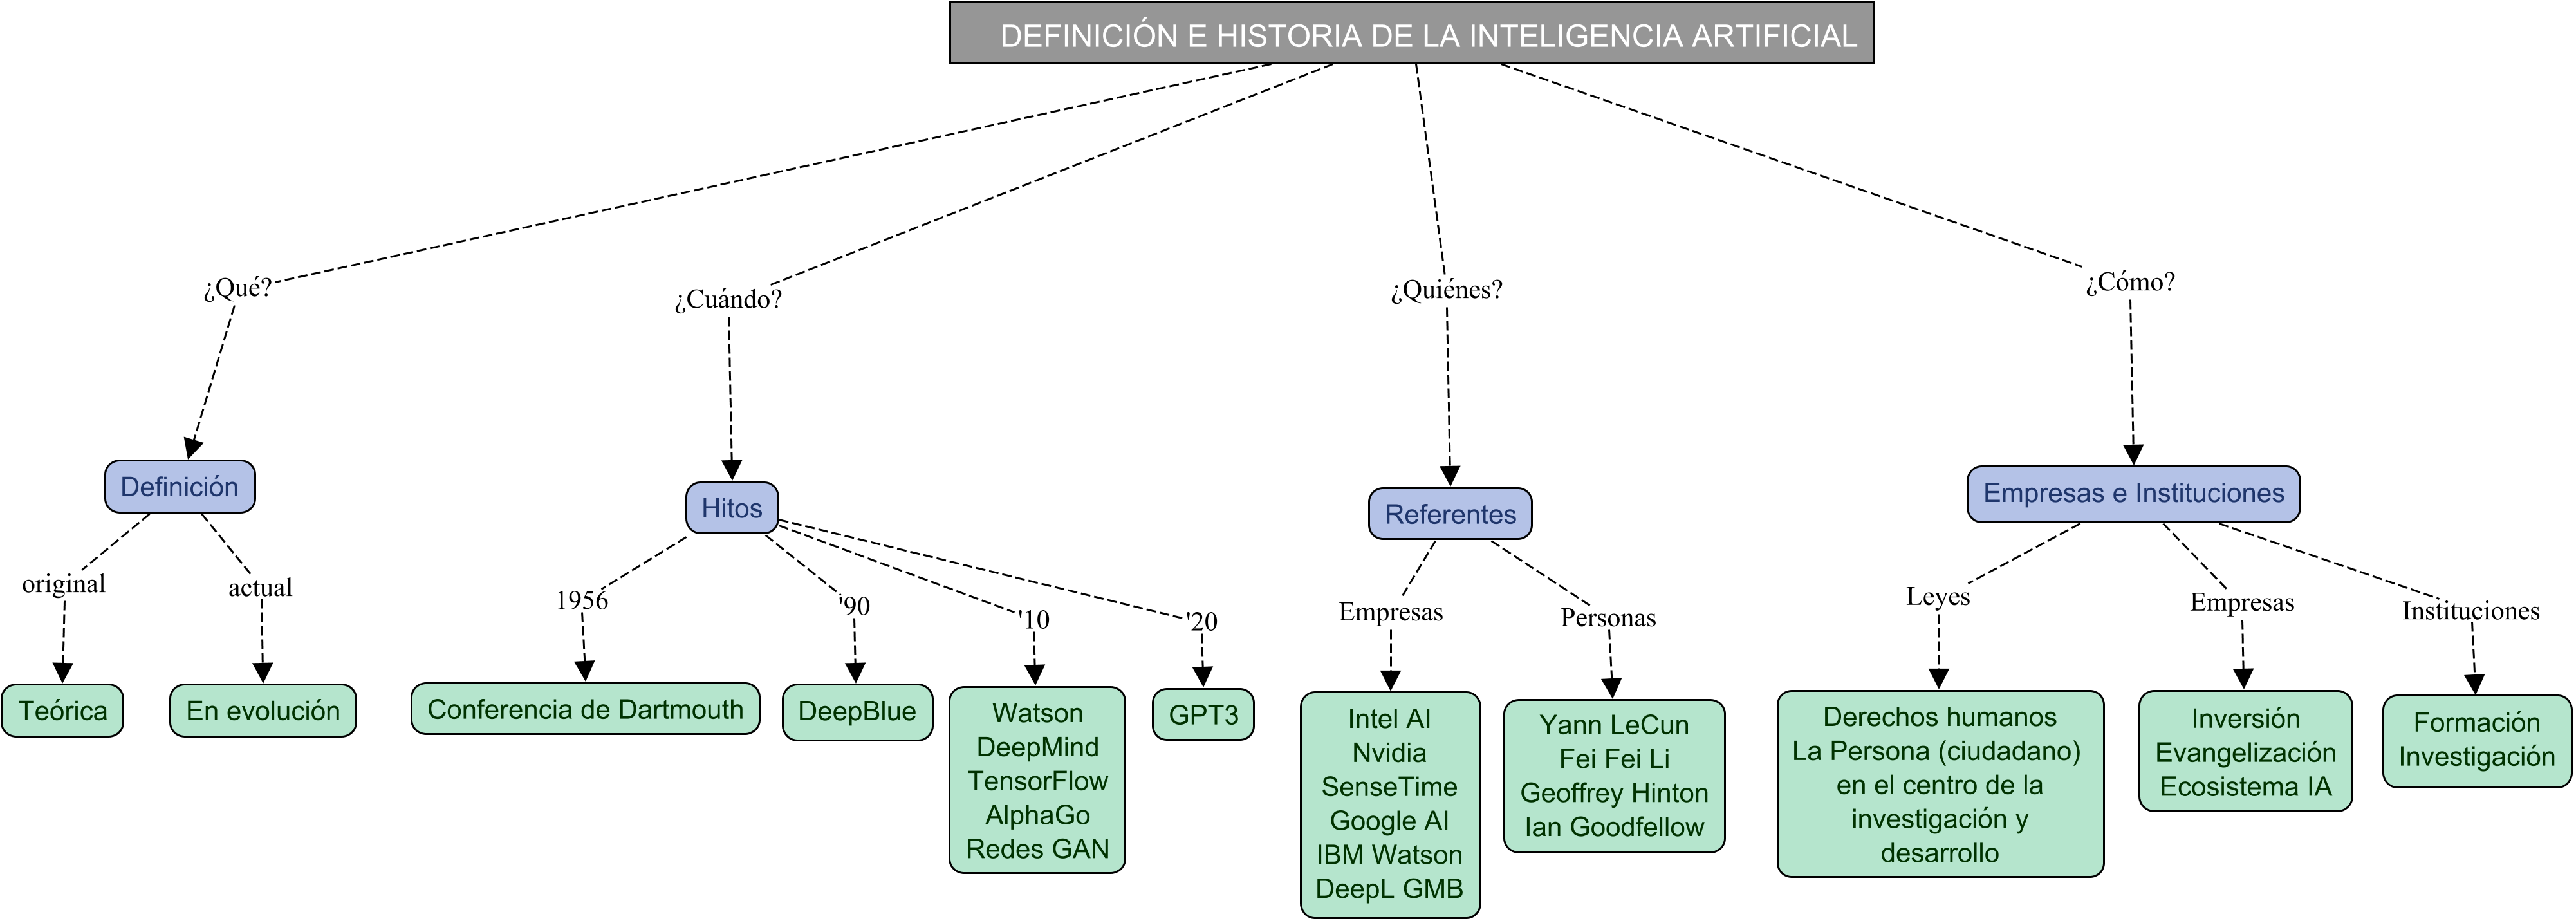 DEFINICIÓN E HISTORIA DE LA INTELIGENCIA ARTIFICIAL
¿Qué?
¿Cuándo?
¿Quiénes?
¿Cómo?
Definición
Hitos
Referentes
Empresas e Instituciones
original
actual
1956
'90
'10
'20
Empresas
Personas
Leyes
Empresas
Instituciones
Teórica
En evolución
Conferencia de Dartmouth
DeepBlue
Watson
DeepMind
TensorFlow
AlphaGo
Redes GAN
GPT3
Intel AI
Nvidia
SenseTime
Google AI
IBM Watson
DeepL GMB
Yann LeCun
Fei Fei Li
Geoffrey Hinton
Ian Goodfellow
Derechos humanos
La Persona (ciudadano)
en el centro de la
investigación y
desarrollo
Inversión
Evangelización
Ecosistema IA
Formación
Investigación